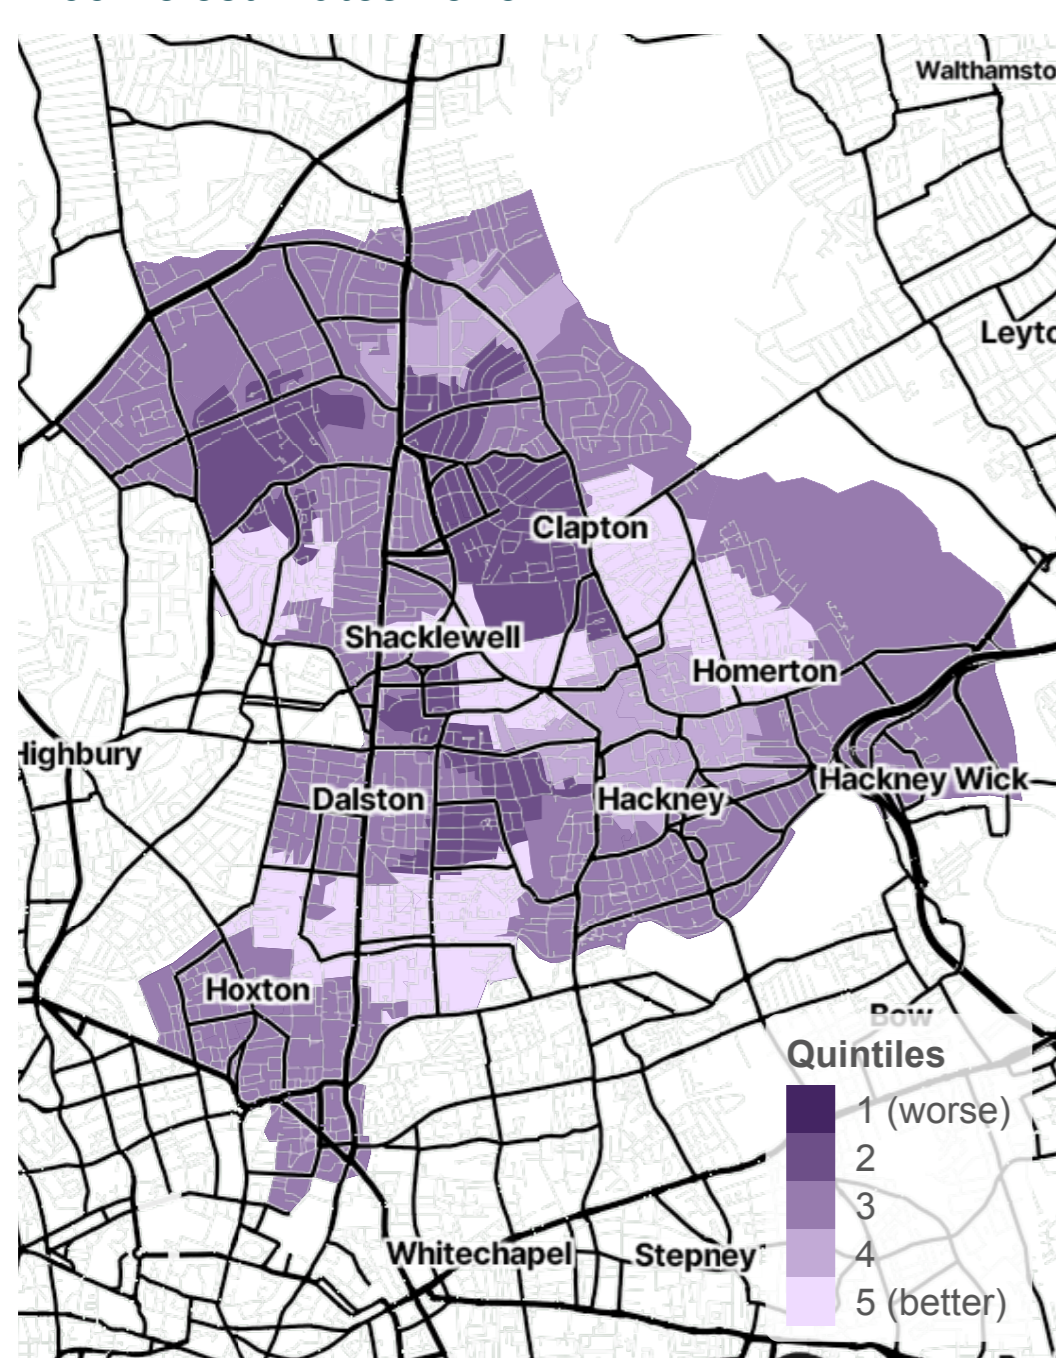 Walthamsto
Leyto
Clapton
Shacklewell
Homerton
Highbury
Hackney Wick
Dalston
Hackney
Hoxton
Bow
Quintiles
1 (worse)
2
3
4
5 (better)
Whitechapel
Stepney